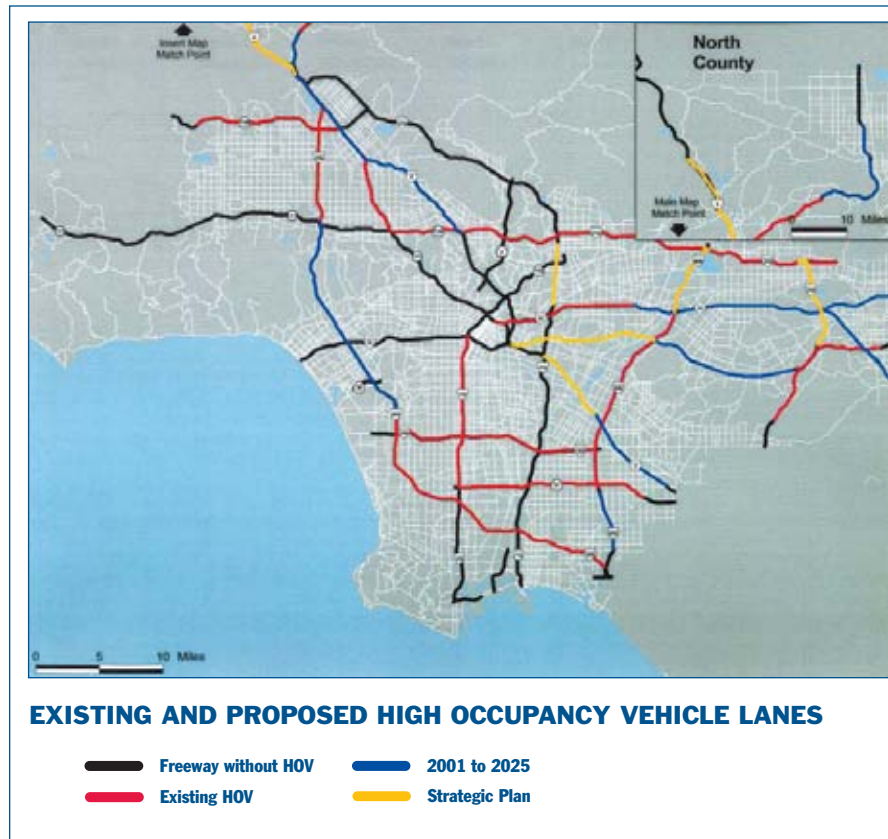 Insert Map
Match Point
North
County
Main Map
Match Point
0 10 Miles
0 5 10 Miles
EXISTING AND PROPOSED HIGH OCCUPANCY VEHICLE LANES
Freeway without HOV
2001 to 2025
Existing HOV
Strategic Plan